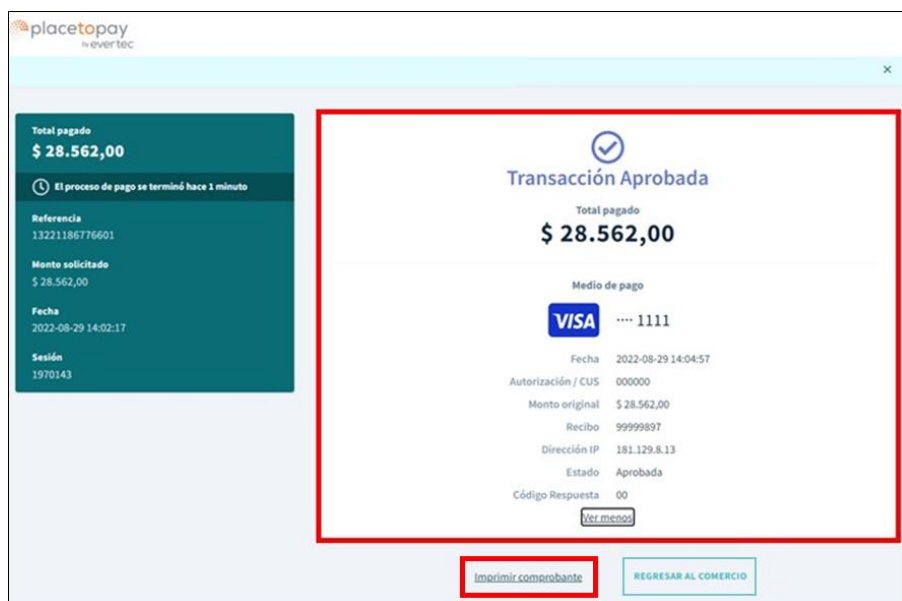 placetopay
by evertec
×
Total pagado
$ 28.562,00
El proceso de pago se terminó hace 1 minuto
Referencia
13221186776601
Monto solicitado
$ 28.562,00
Fecha
2022-08-29 14:02:17
Sesión
1970143
Transacción Aprobada
Total pagado
$ 28.562,00
Medio de pago
VISA ···· 1111
Fecha 2022-08-29 14:04:57
Autorización / CUS 000000
Monto original $ 28.562,00
Recibo 99999897
Dirección IP 181.129.8.13
Estado Aprobada
Código Respuesta 00
Ver menos
Imprimir comprobante
REGRESAR AL COMERCIO